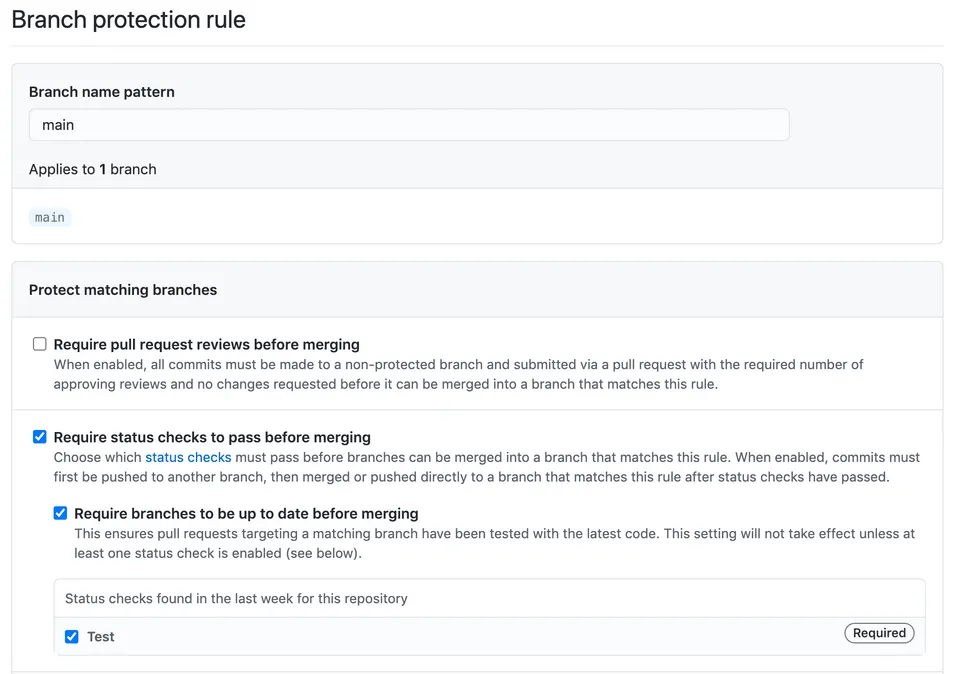 Branch protection rule
Branch name pattern
main
Applies to 1 branch
main
Protect matching branches
Require pull request reviews before merging
When enabled, all commits must be made to a non-protected branch and submitted via a pull request with the required number of
approving reviews and no changes requested before it can be merged into a branch that matches this rule.
Require status checks to pass before merging
Choose which status checks must pass before branches can be merged into a branch that matches this rule. When enabled, commits must
first be pushed to another branch, then merged or pushed directly to a branch that matches this rule after status checks have passed.
Require branches to be up to date before merging
This ensures pull requests targeting a matching branch have been tested with the latest code. This setting will not take effect unless at
least one status check is enabled (see below).
Status checks found in the last week for this repository
Test Required